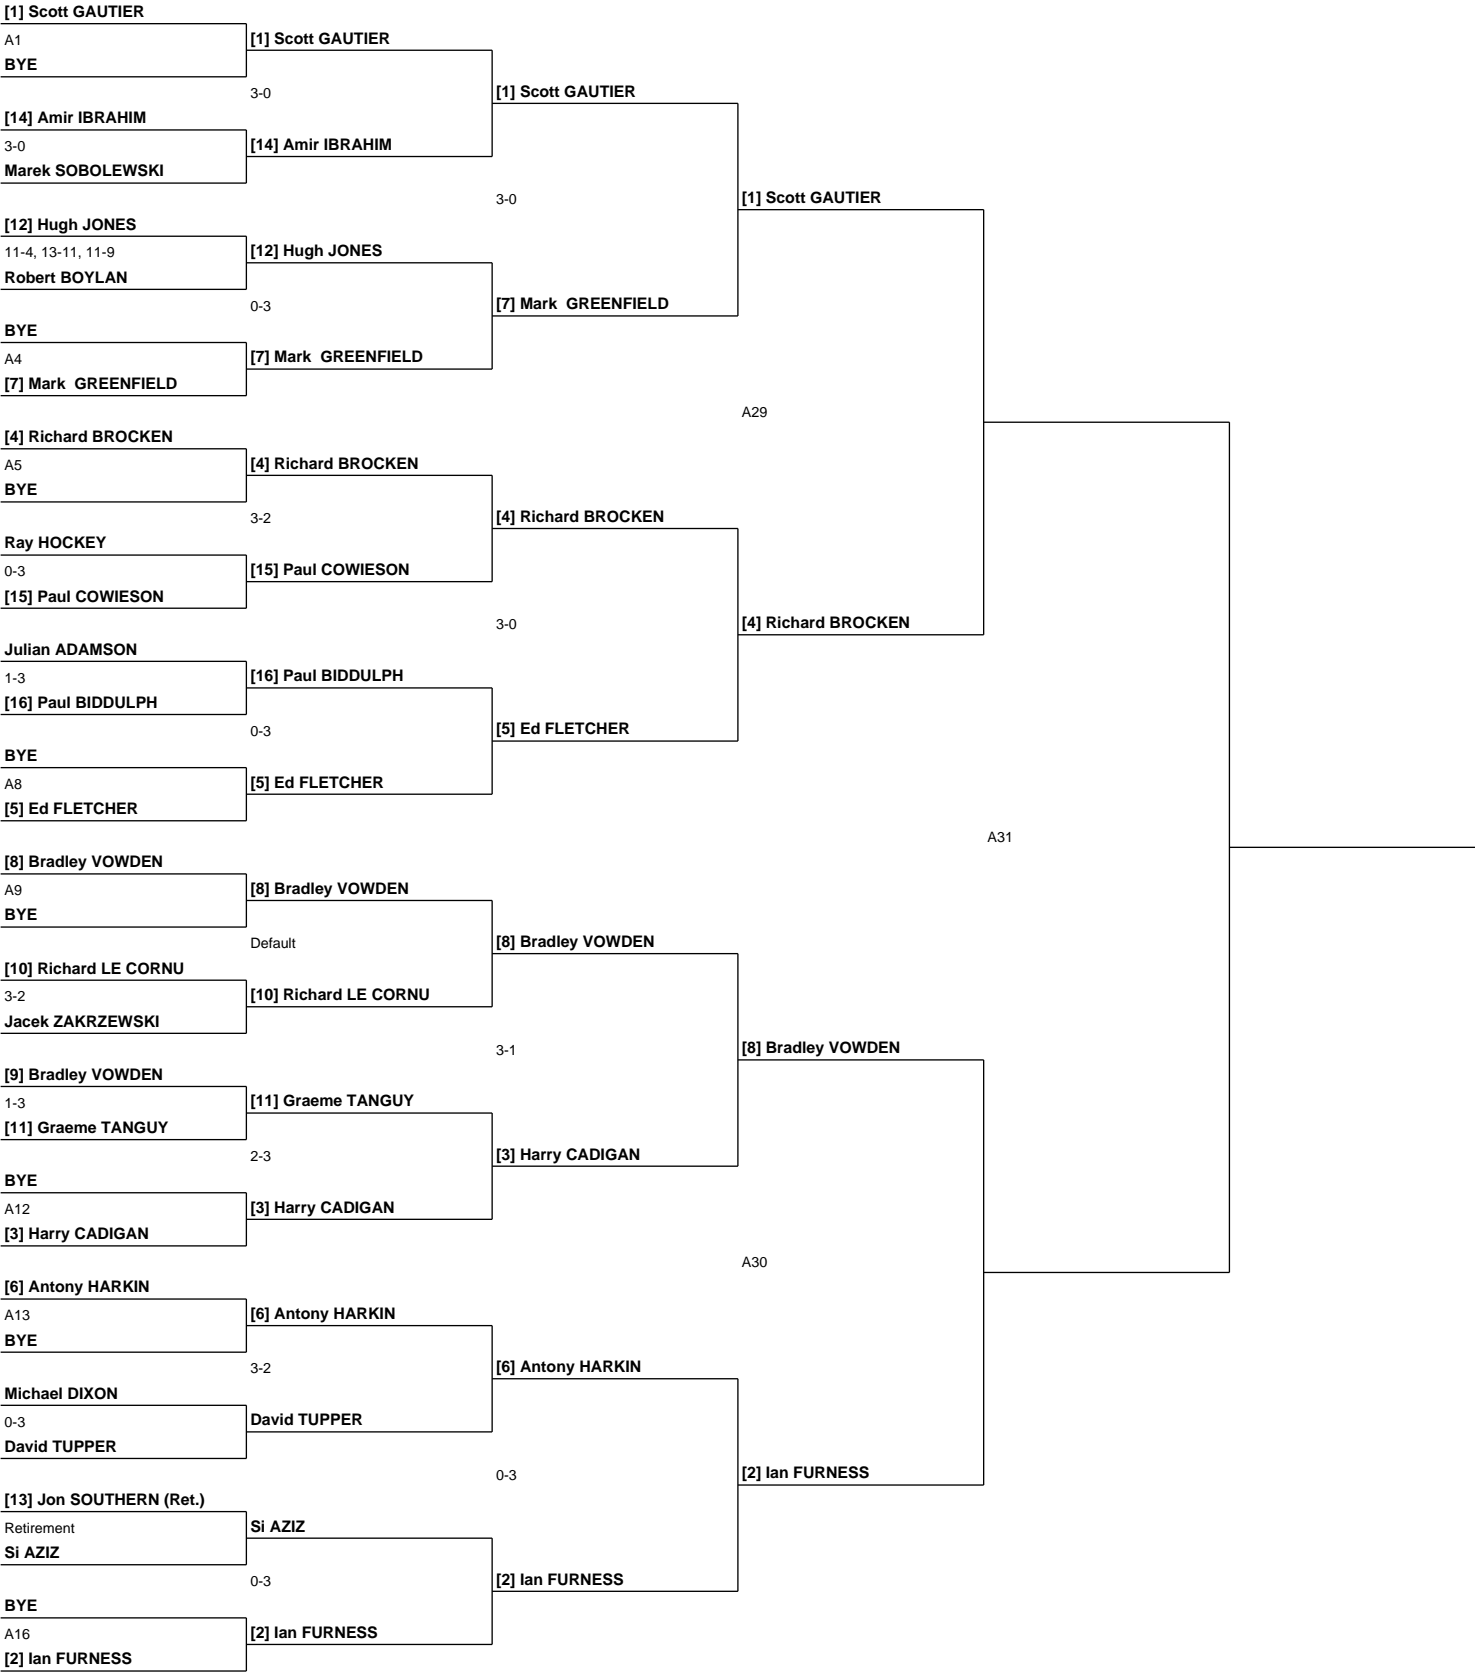 [1] Scott GAUTIER
A1
BYE
[14] Amir IBRAHIM
3-0
Marek SOBOLEWSKI
[12] Hugh JONES
11-4, 13-11, 11-9
Robert BOYLAN
BYE
A4
[7] Mark  GREENFIELD
[4] Richard BROCKEN
A5
BYE
Ray HOCKEY
0-3
[15] Paul COWIESON
Julian ADAMSON
1-3
[16] Paul BIDDULPH
BYE
A8
[5] Ed FLETCHER
[8] Bradley VOWDEN
A9
BYE
[10] Richard LE CORNU
3-2
Jacek ZAKRZEWSKI
[9] Bradley VOWDEN
1-3
[11] Graeme TANGUY
BYE
A12
[3] Harry CADIGAN
[6] Antony HARKIN
A13
BYE
Michael DIXON
0-3
David TUPPER
[13] Jon SOUTHERN (Ret.)
Retirement
Si AZIZ
BYE
A16
[2] Ian FURNESS
[1] Scott GAUTIER
3-0
[14] Amir IBRAHIM
[12] Hugh JONES
0-3
[7] Mark  GREENFIELD
[4] Richard BROCKEN
3-2
[15] Paul COWIESON
[16] Paul BIDDULPH
0-3
[5] Ed FLETCHER
[8] Bradley VOWDEN
Default
[10] Richard LE CORNU
[11] Graeme TANGUY
2-3
[3] Harry CADIGAN
[6] Antony HARKIN
3-2
David TUPPER
Si AZIZ
0-3
[2] Ian FURNESS
[1] Scott GAUTIER
3-0
[7] Mark  GREENFIELD
[4] Richard BROCKEN
3-0
[5] Ed FLETCHER
[8] Bradley VOWDEN
3-1
[3] Harry CADIGAN
[6] Antony HARKIN
0-3
[2] Ian FURNESS
[1] Scott GAUTIER
A29
[4] Richard BROCKEN
[8] Bradley VOWDEN
A30
[2] Ian FURNESS
A31